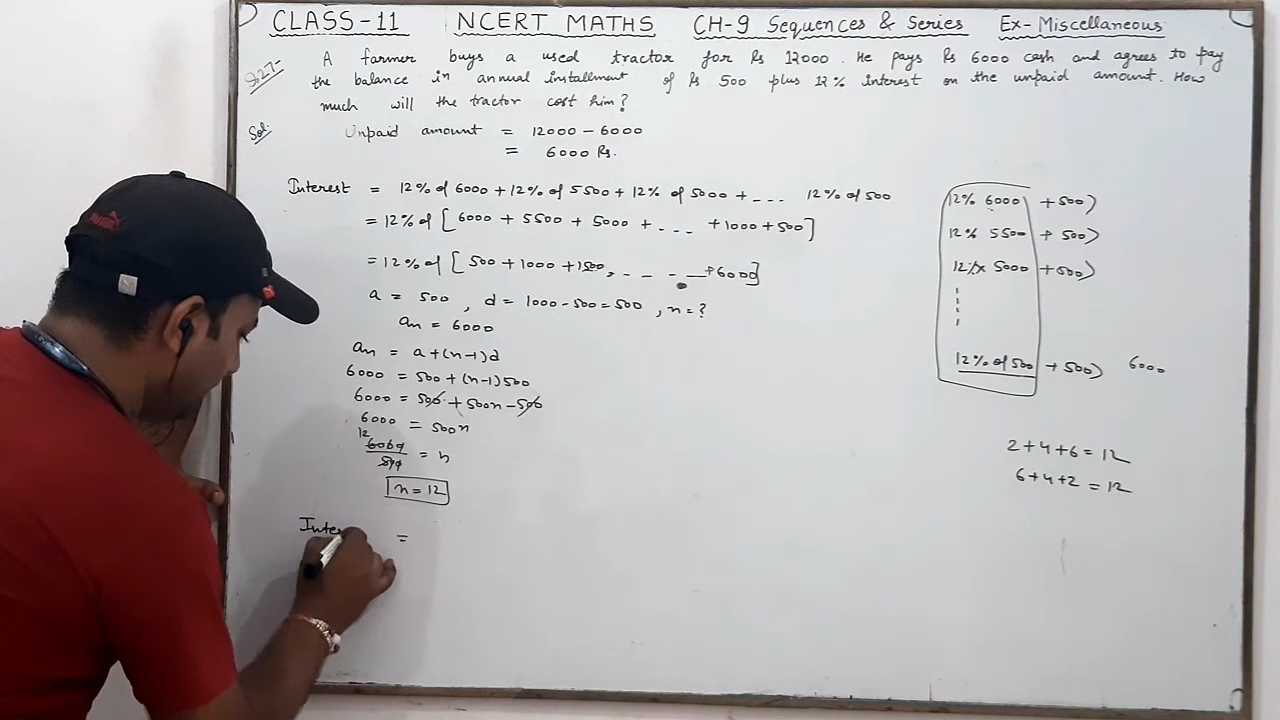 CLASS-11 NCERT MATHS CH-9 Sequences & Series Ex- Miscellaneous
Q.27- A farmer buys a used tractor for Rs 12000. He pays Rs 6000 cash and agrees to pay
the balance in annual installment of Rs 500 plus 12% interest on the unpaid amount. How
much will the tractor cost him?
Sol. Unpaid amount = 12000 - 6000
= 6000 Rs.
Interest = 12% of 6000 + 12% of 5500 + 12% of 5000 + - - - 12% of 500
= 12% of [6000 + 5500 + 5000 + - - - +1000+500]
= 12% of [500+1000+1500, - - - - +6000]
a = 500 , d = 1000-500=500 , n = ?
an = 6000
an = a+(n-1)d
6000 = 500 + (n-1)500
6000 = 500 + 500n - 500
6000 = 500n
12
6000/500 = n
n = 12
Inte =
12% 6000 + 500)
12% 5500 + 500)
12% x 5000 + 500)
12% of 500 + 500) 6000
2+4+6 = 12
6+4+2 = 12